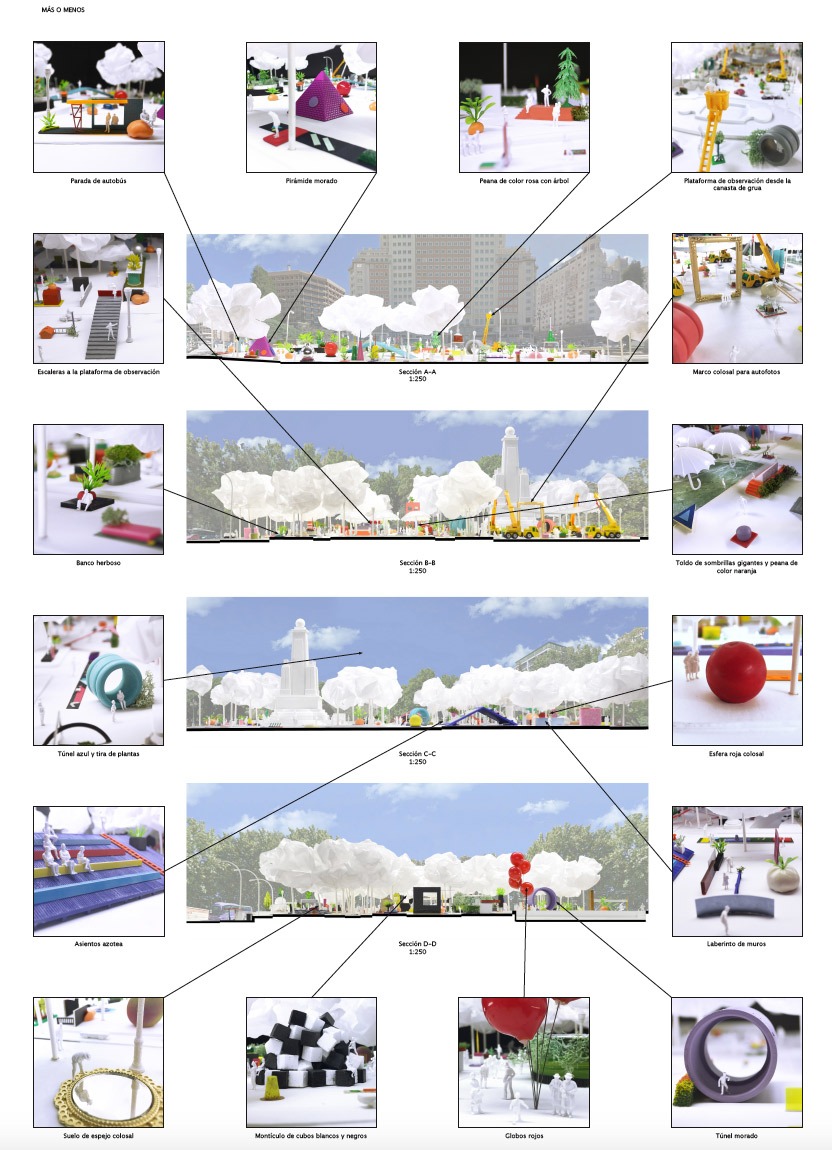 MÁS O MENOS
Parada de autobús
Pirámide morado
Peana de color rosa con árbol
Plataforma de observación desde la
canasta de grua
Escaleras a la plataforma de observación
Sección A-A
1:250
Marco colosal para autofotos
Banco herboso
Sección B-B
1:250
Toldo de sombrillas gigantes y peana de
color naranja
Túnel azul y tira de plantas
Sección C-C
1:250
Esfera roja colosal
Asientos azotea
Sección D-D
1:250
Laberinto de muros
Suelo de espejo colosal
Montículo de cubos blancos y negros
Globos rojos
Túnel morado